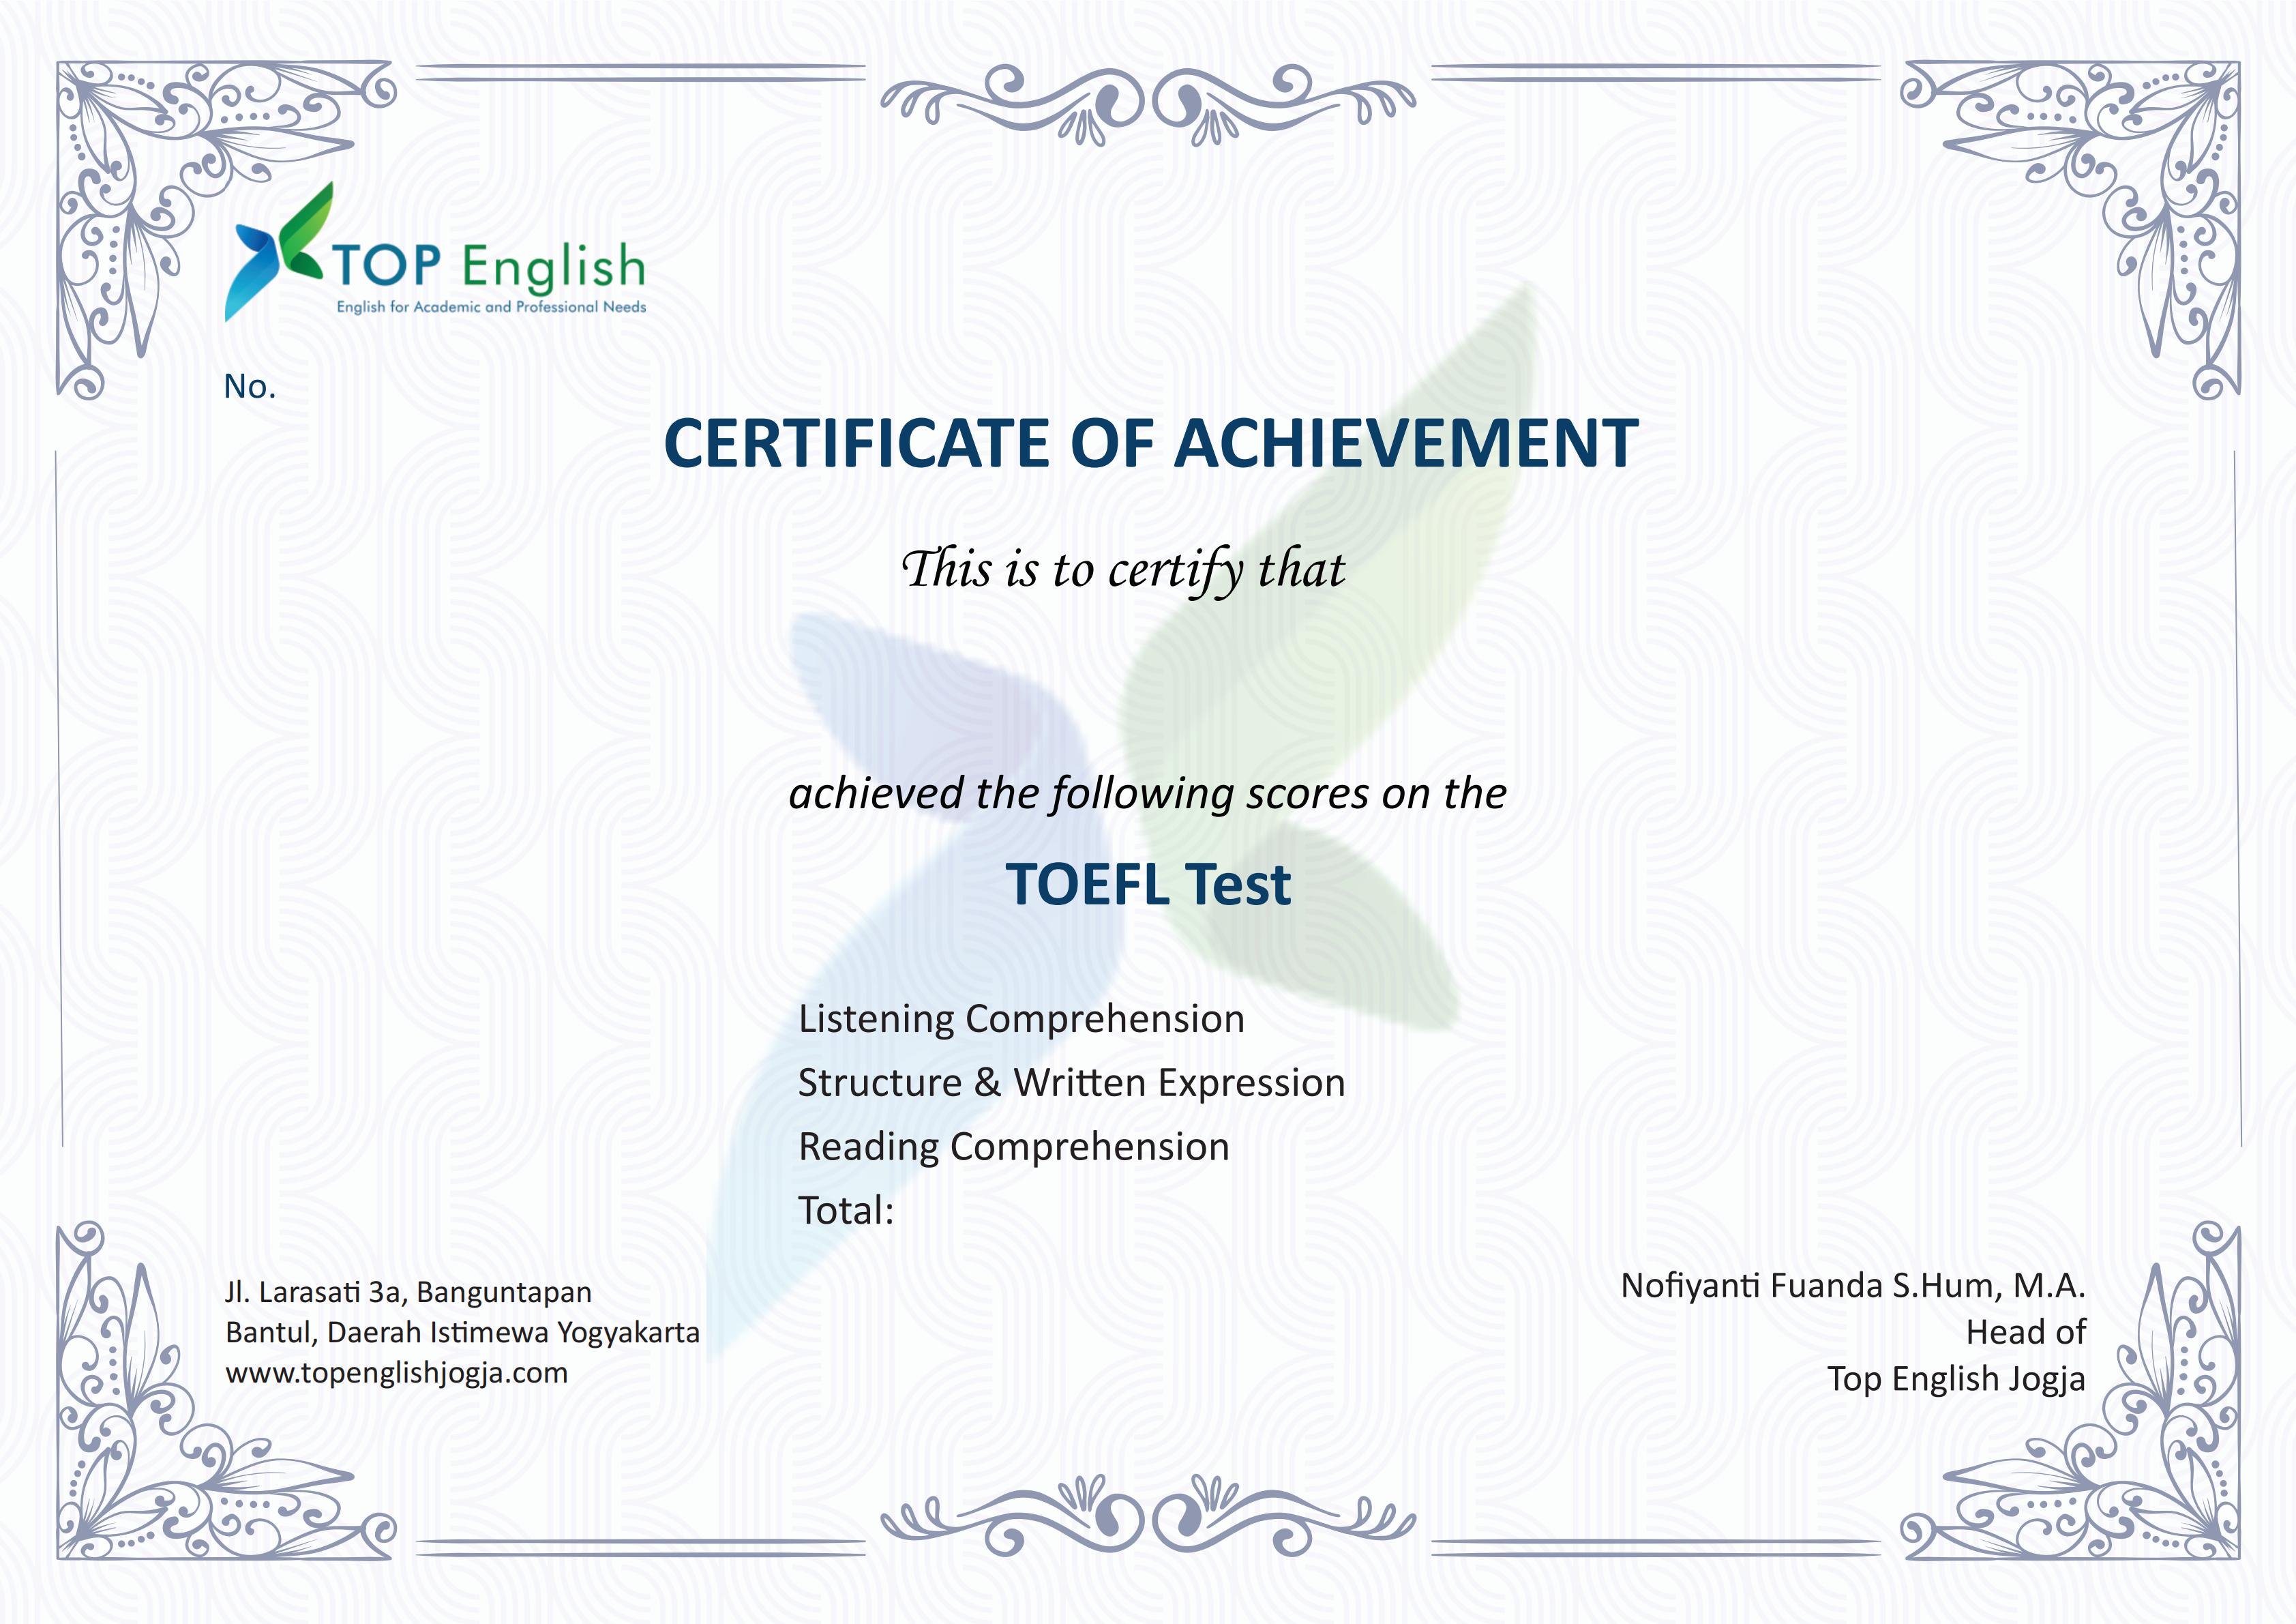 TOP English
English for Academic and Professional Needs
No.
CERTIFICATE OF ACHIEVEMENT
This is to certify that
achieved the following scores on the
TOEFL Test
Listening Comprehension
Structure & Written Expression
Reading Comprehension
Total:
Jl. Larasati 3a, Banguntapan
Bantul, Daerah Istimewa Yogyakarta
www.topenglishjogja.com
Nofiyanti Fuanda S.Hum, M.A.
Head of
Top English Jogja